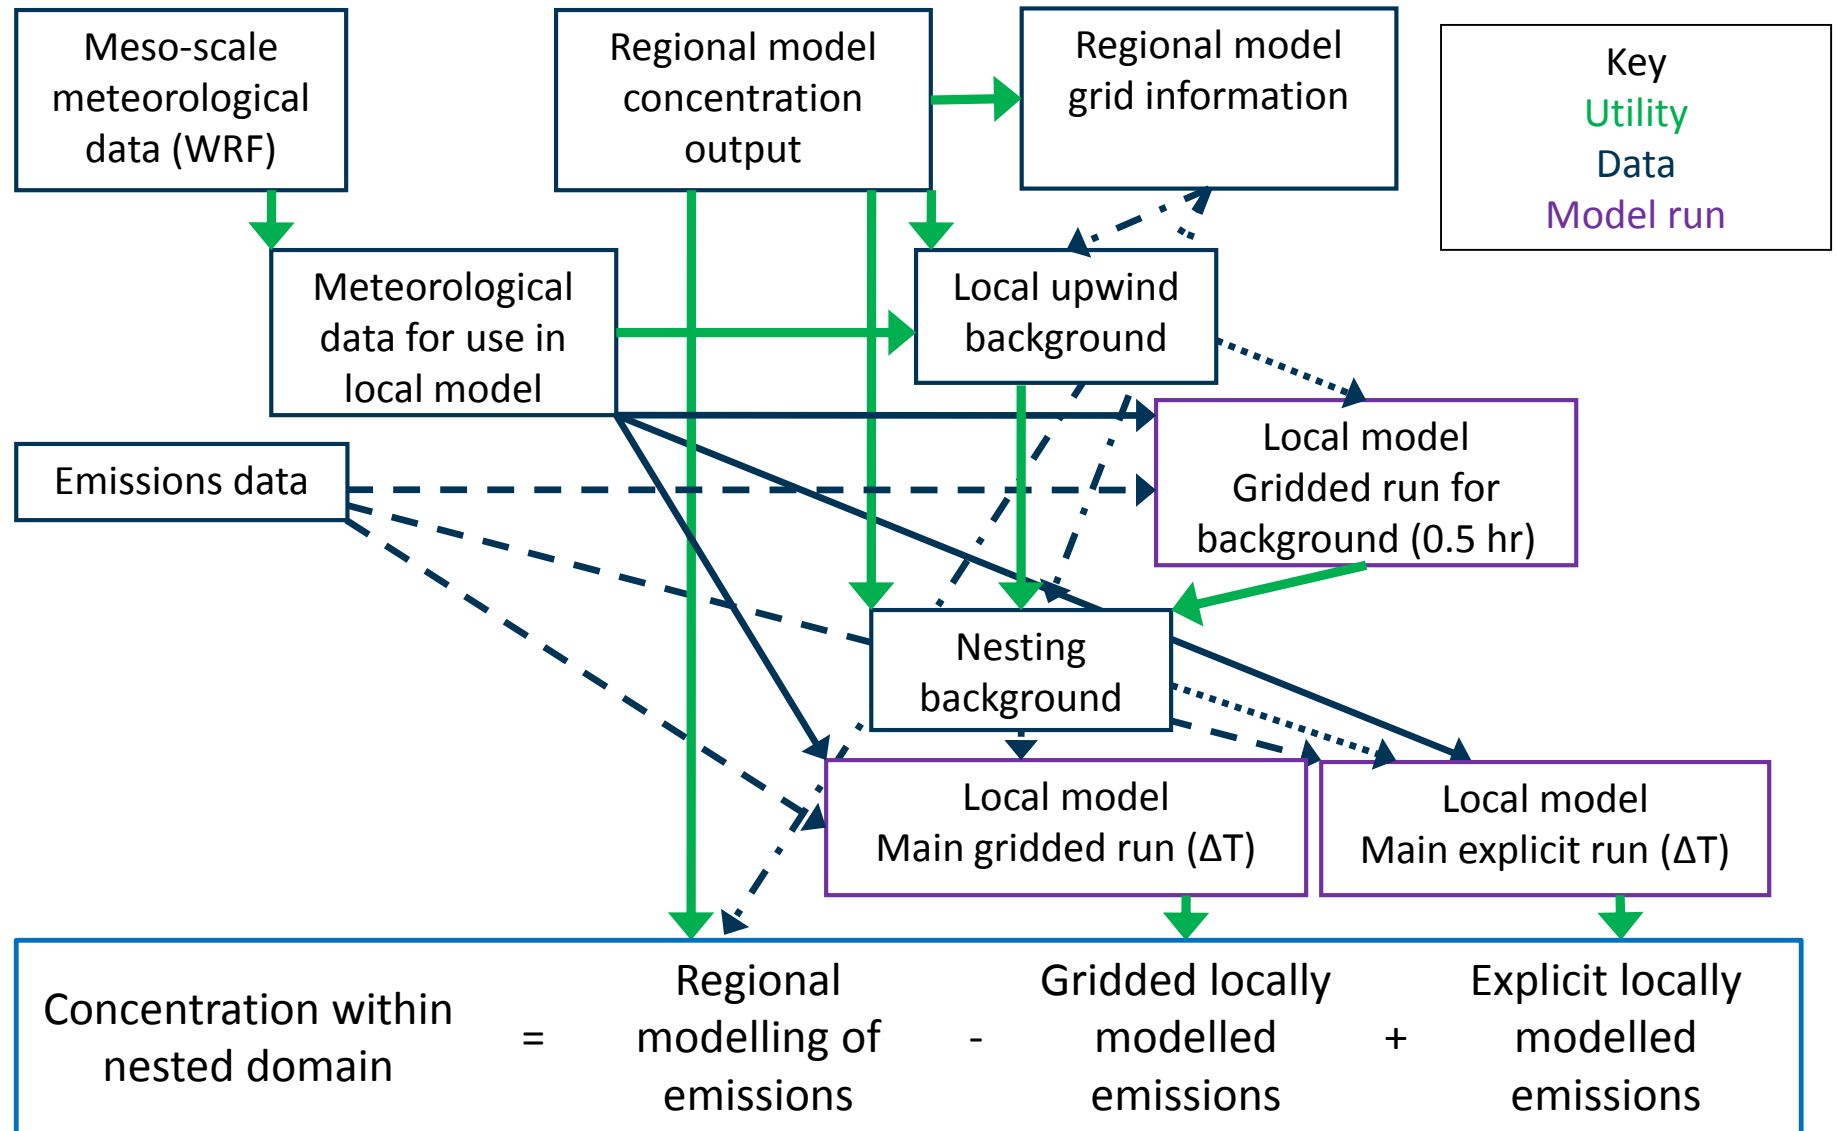 Meso-scale
meteorological
data (WRF)
Regional model
concentration
output
Regional model
grid information
Key
Utility
Data
Model run
Meteorological
data for use in
local model
Local upwind
background
Emissions data
Local model
Gridded run for
background (0.5 hr)
Nesting
background
Local model
Main gridded run (ΔT)
Local model
Main explicit run (ΔT)
Concentration within
nested domain
=
Regional
modelling of
emissions
-
Gridded locally
modelled
emissions
+
Explicit locally
modelled
emissions